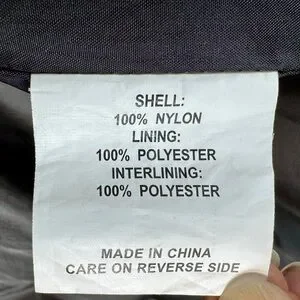 SHELL:
100% NYLON
LINING:
100% POLYESTER
INTERLINING:
100% POLYESTER
MADE IN CHINA
CARE ON REVERSE SIDE